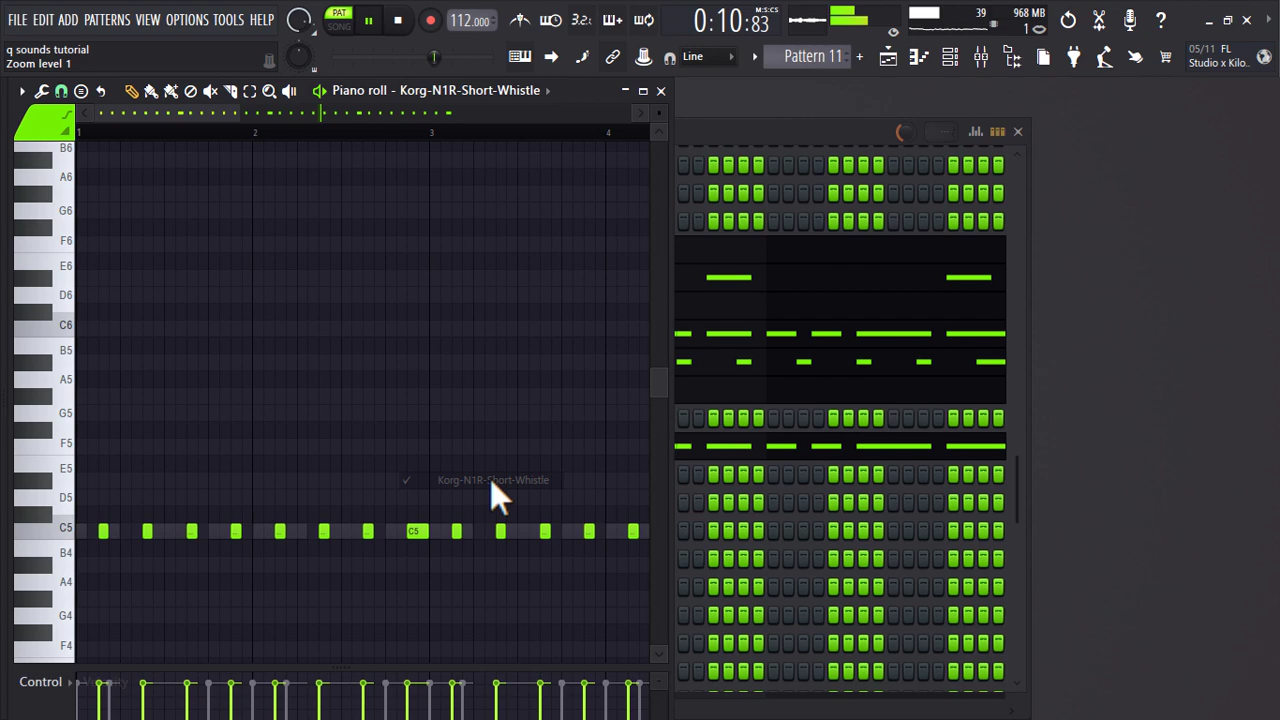 FILE EDIT ADD PATTERNS VIEW OPTIONS TOOLS HELP
PAT
SONG
112.000
3.2
0:10:83
M:S:CS
39
968 MB
1
q sounds tutorial
Zoom level 1
Line
Pattern 11
05/11 FL
Studio x Kilo..
Piano roll - Korg-N1R-Short-Whistle
1 2 3 4
B6
A6
G6
F6
E6
D6
C6
B5
A5
G5
F5
E5
Korg-N1R-Short-Whistle
D5
C5
C5
B4
A4
G4
F4
Control
Velocity